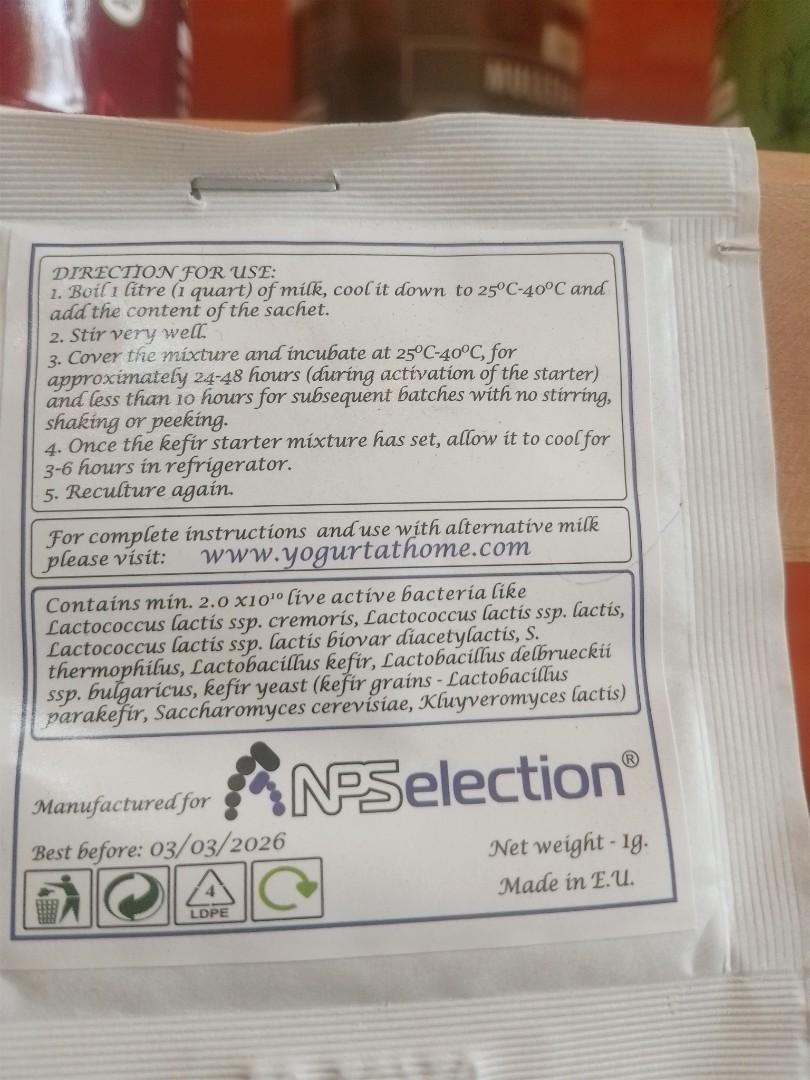 DIRECTION FOR USE:
1. Boil 1 litre (1 quart) of milk, cool it down to 25ºC-40ºC and
add the content of the sachet.
2. Stir very well.
3. Cover the mixture and incubate at 25ºC-40ºC, for
approximately 24-48 hours (during activation of the starter)
and less than 10 hours for subsequent batches with no stirring,
shaking or peeking.
4. Once the kefir starter mixture has set, allow it to cool for
3-6 hours in refrigerator.
5. Reculture again.
For complete instructions and use with alternative milk
please visit: www.yogurtathome.com
Contains min. 2.0 x10¹⁰ live active bacteria like
Lactococcus lactis ssp. cremoris, Lactococcus lactis ssp. lactis,
Lactococcus lactis ssp. lactis biovar diacetylactis, S.
thermophilus, Lactobacillus kefir, Lactobacillus delbrueckii
ssp. bulgaricus, kefir yeast (kefir grains - Lactobacillus
parakefir, Saccharomyces cerevisiae, Kluyveromyces lactis)
Manufactured for NPSelection®
Best before: 03/03/2026
Net weight - 1g.
Made in E.U.
4
LDPE